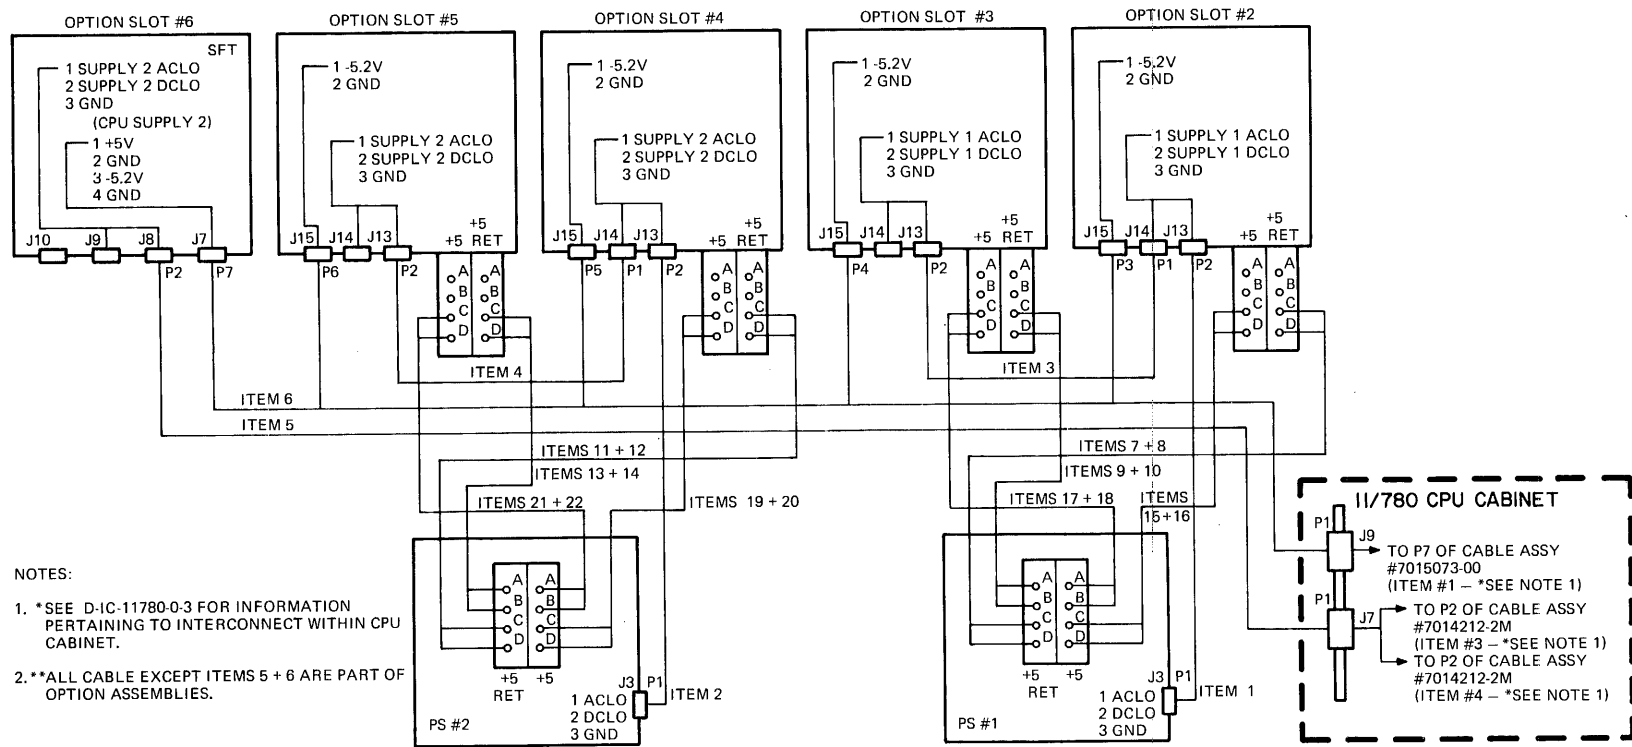 OPTION SLOT #6
SFT
1 SUPPLY 2 ACLO
2 SUPPLY 2 DCLO
3 GND
(CPU SUPPLY 2)
1 +5V
2 GND
3 -5.2V
4 GND
J10
J9
J8
J7
P2
P7
OPTION SLOT #5
1 -5.2V
2 GND
1 SUPPLY 2 ACLO
2 SUPPLY 2 DCLO
3 GND
J15
J14
J13
+5
+5
RET
P6
P2
A
B
C
D
A
B
C
D
OPTION SLOT #4
1 -5.2V
2 GND
1 SUPPLY 2 ACLO
2 SUPPLY 2 DCLO
3 GND
J15
J14
J13
+5
+5
RET
P5
P1
P2
A
B
C
D
A
B
C
D
OPTION SLOT #3
1 -5.2V
2 GND
1 SUPPLY 1 ACLO
2 SUPPLY 1 DCLO
3 GND
J15
J14
J13
+5
+5
RET
P4
P2
A
B
C
D
A
B
C
D
OPTION SLOT #2
1 -5.2V
2 GND
1 SUPPLY 1 ACLO
2 SUPPLY 1 DCLO
3 GND
J15
J14
J13
+5
+5
RET
P3
P1
P2
A
B
C
D
A
B
C
D
ITEM 4
ITEM 3
ITEM 6
ITEM 5
ITEMS 11 + 12
ITEMS 13 + 14
ITEMS 21 + 22
ITEMS 19 + 20
ITEMS 7 + 8
ITEMS 9 + 10
ITEMS 17 + 18
ITEMS
15+16
A
B
C
D
+5
RET
+5
PS #2
1 ACLO
2 DCLO
3 GND
J3
P1
ITEM 2
A
B
C
D
+5
RET
+5
PS #1
1 ACLO
2 DCLO
3 GND
J3
P1
ITEM 1
11/780 CPU CABINET
P1
J9
TO P7 OF CABLE ASSY
#7015073-00
(ITEM #1 – *SEE NOTE 1)
P1
J7
TO P2 OF CABLE ASSY
#7014212-2M
(ITEM #3 – *SEE NOTE 1)
TO P2 OF CABLE ASSY
#7014212-2M
(ITEM #4 – *SEE NOTE 1)
NOTES:
1. *SEE D-IC-11780-0-3 FOR INFORMATION
PERTAINING TO INTERCONNECT WITHIN CPU
CABINET.
2. **ALL CABLE EXCEPT ITEMS 5 + 6 ARE PART OF
OPTION ASSEMBLIES.